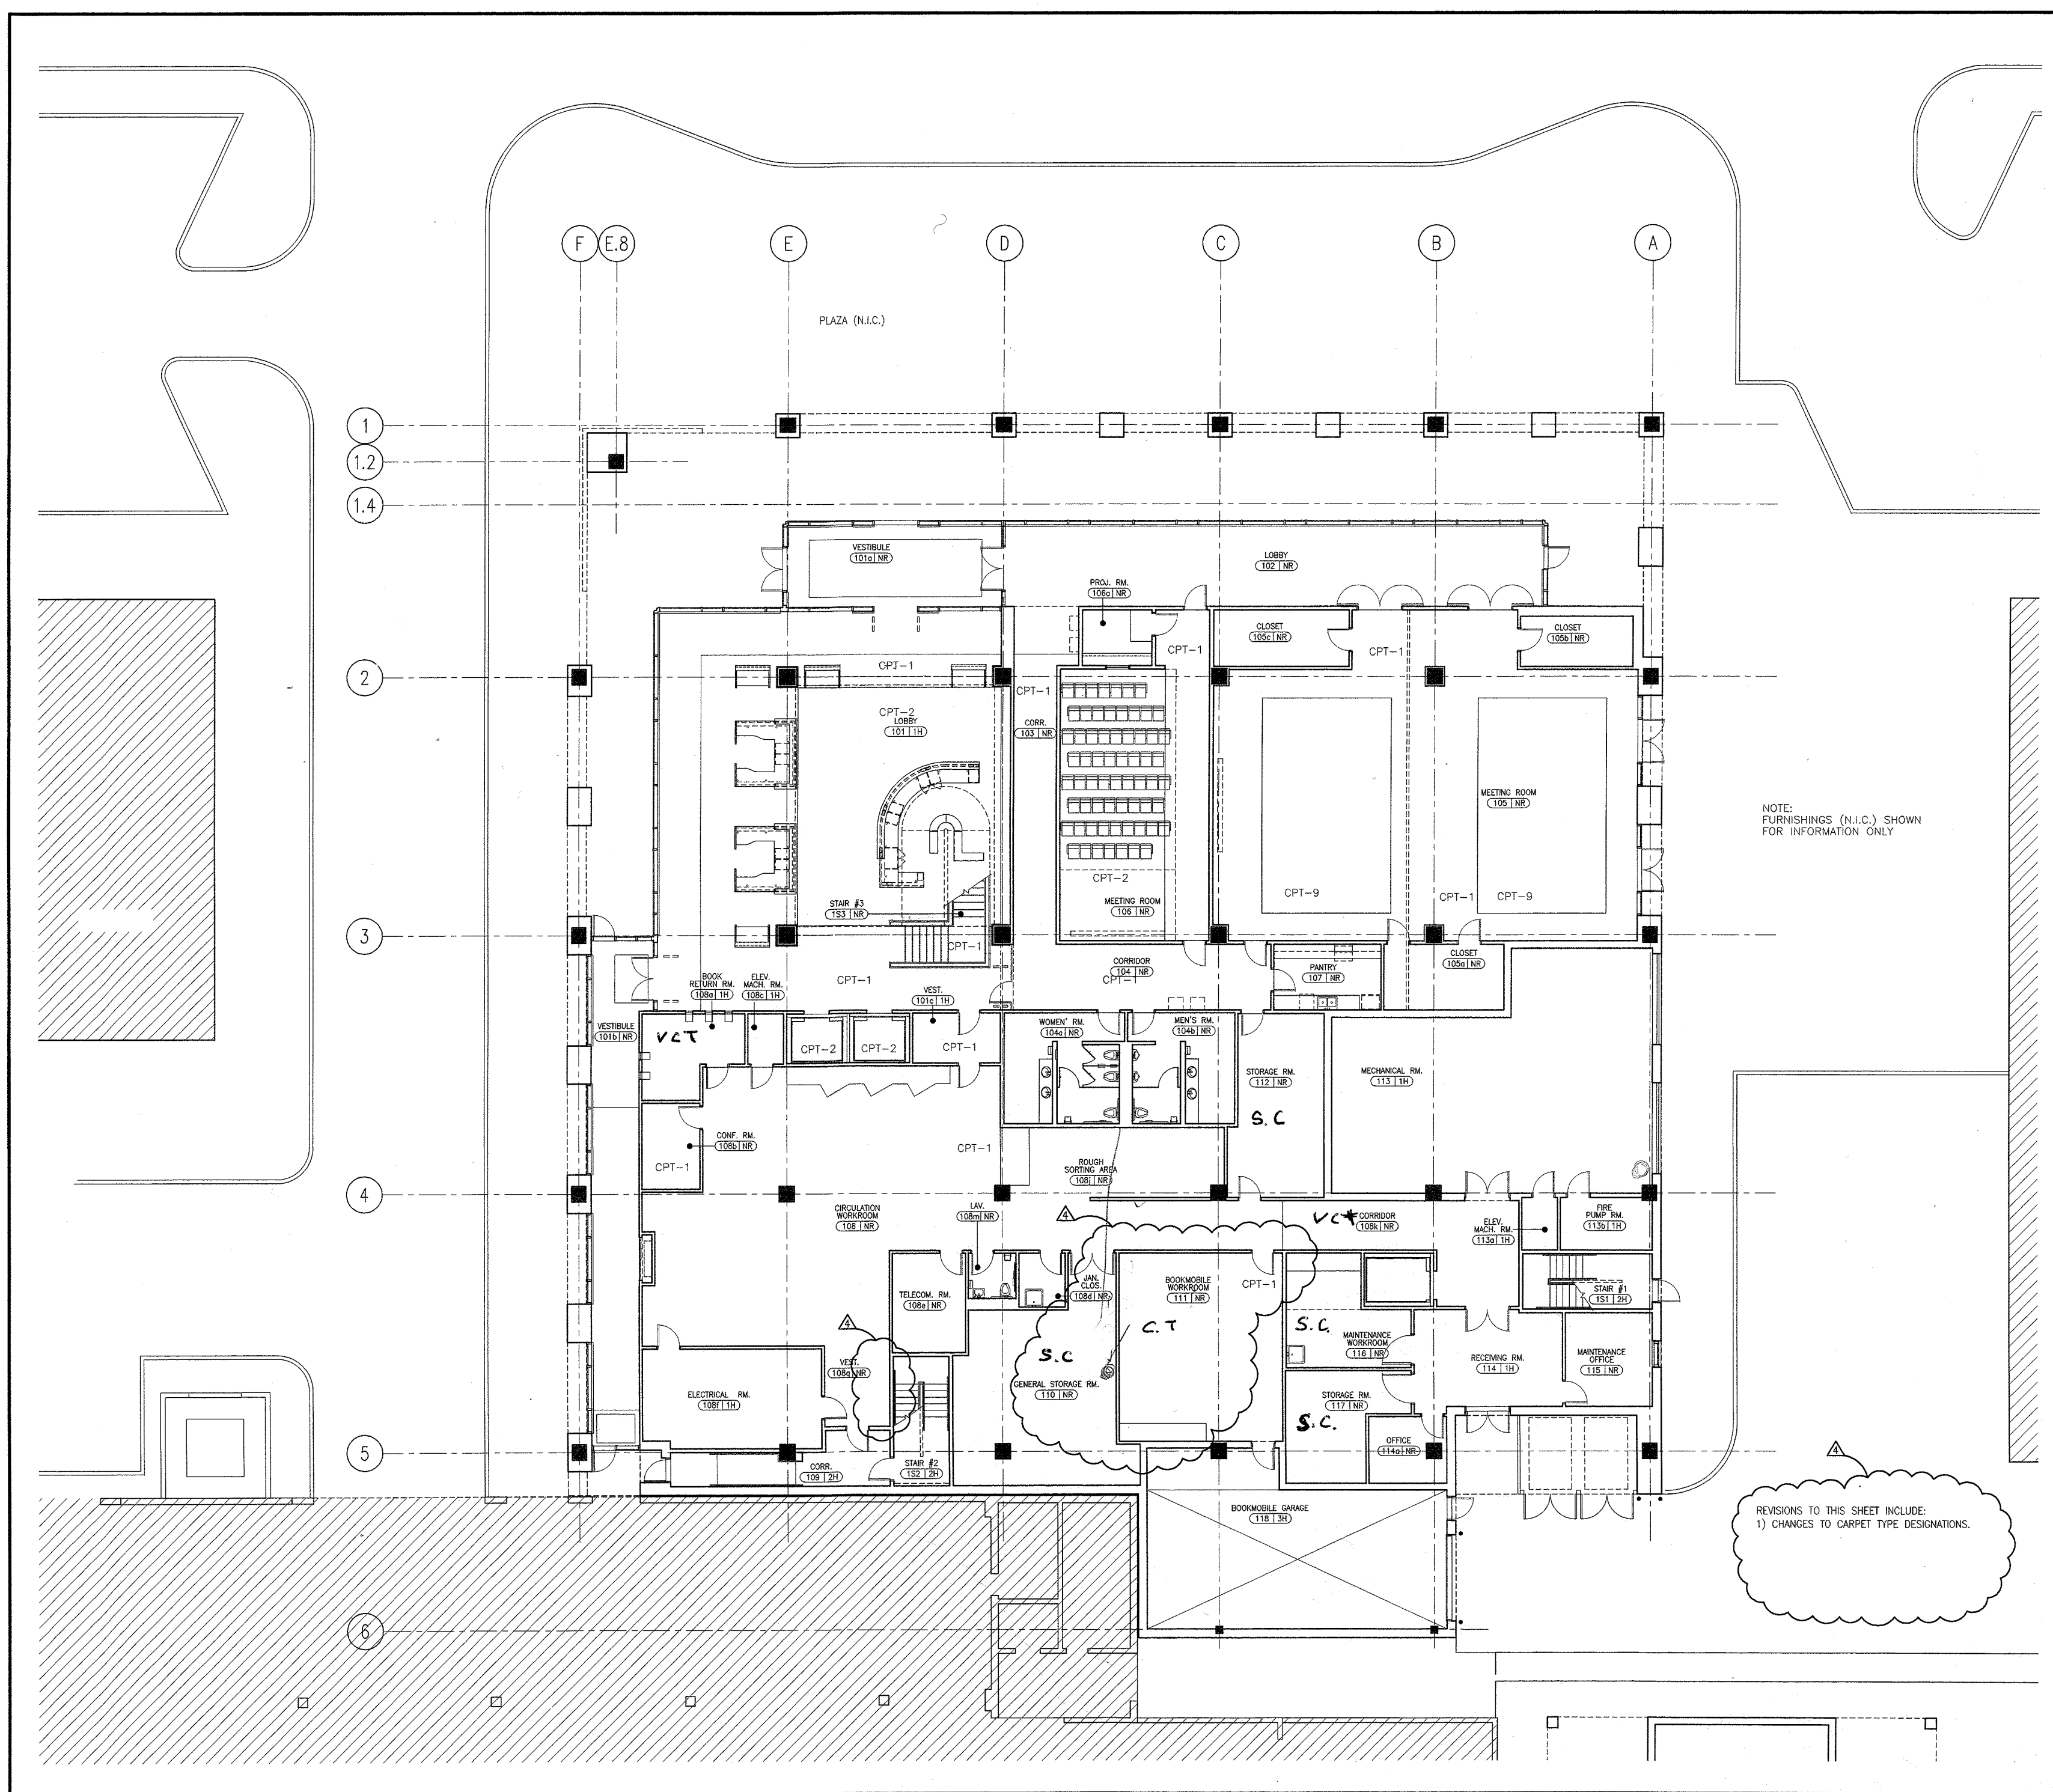 F
E.8
E
D
C
B
A
PLAZA (N.I.C.)
1
1.2
1.4
VESTIBULE
101a NR
LOBBY
102 NR
PROJ. RM.
106a NR
CLOSET
105c NR
CLOSET
105b NR
CPT-1
CPT-1
CPT-1
2
CPT-1
CPT-2
LOBBY
101 1H
CORR.
103 NR
MEETING ROOM
105 NR
NOTE:
FURNISHINGS (N.I.C.) SHOWN
FOR INFORMATION ONLY
CPT-2
CPT-9
CPT-1
CPT-9
STAIR #3
1S3 NR
MEETING ROOM
106 NR
3
CPT-1
CORRIDOR
104 NR
CPT-1
CLOSET
105a NR
PANTRY
107 NR
BOOK
RETURN RM.
108a 1H
ELEV.
MACH. RM.
108c 1H
CPT-1
VEST.
101c 1H
VESTIBULE
101b NR
VCT
WOMEN' RM.
104a NR
MEN'S RM.
104b NR
CPT-2
CPT-2
CPT-1
STORAGE RM.
112 NR
MECHANICAL RM.
113 1H
S.C
CONF. RM.
108b NR
CPT-1
CPT-1
ROUGH
SORTING AREA
108j NR
4
CIRCULATION
WORKROOM
108 NR
LAV.
108m NR
4
VCT
CORRIDOR
108k NR
ELEV.
MACH. RM.
113a 1H
FIRE
PUMP RM.
113b 1H
TELECOM. RM.
108e NR
JAN.
CLOS.
108d NR
BOOKMOBILE
WORKROOM
111 NR
CPT-1
STAIR #1
1S1 2H
4
C.T
S.C.
MAINTENANCE
WORKROOM
116 NR
VEST.
108g NR
S.C
GENERAL STORAGE RM.
110 NR
RECEIVING RM.
114 1H
MAINTENANCE
OFFICE
115 NR
ELECTRICAL RM.
108f 1H
STORAGE RM.
117 NR
S.C.
5
CORR.
109 2H
STAIR #2
1S2 2H
OFFICE
114a NR
4
BOOKMOBILE GARAGE
118 3H
REVISIONS TO THIS SHEET INCLUDE:
1) CHANGES TO CARPET TYPE DESIGNATIONS.
6